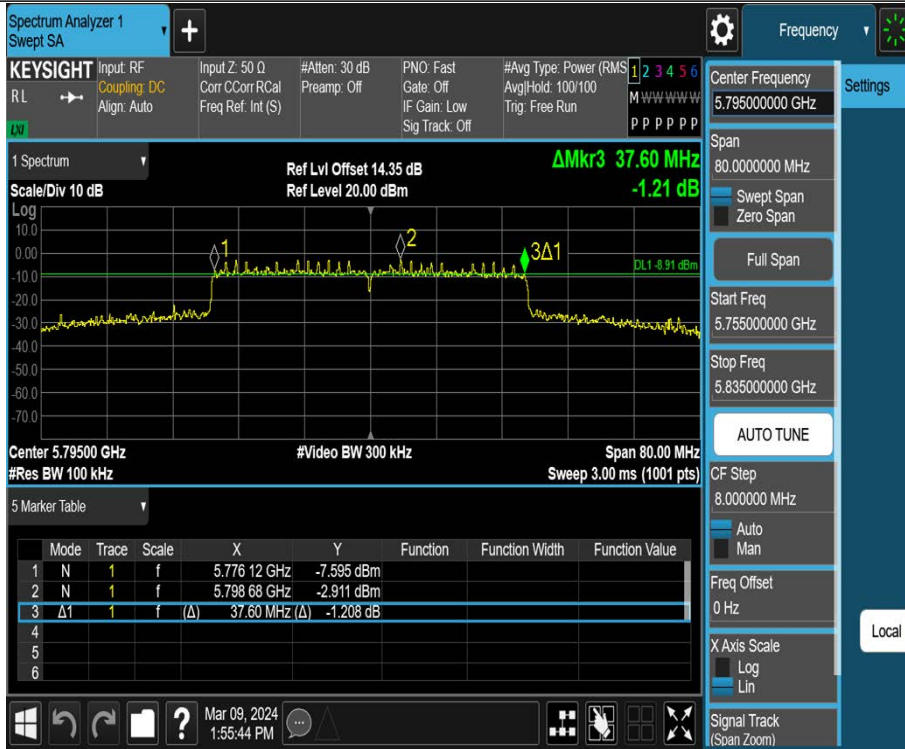 Spectrum Analyzer 1
Swept SA
+
Frequency
KEYSIGHT
RL
LXI
Input: RF
Coupling: DC
Align: Auto
Input Z: 50 Ω
Corr CCorr RCal
Freq Ref: Int (S)
#Atten: 30 dB
Preamp: Off
PNO: Fast
Gate: Off
IF Gain: Low
Sig Track: Off
#Avg Type: Power (RMS
Avg|Hold: 100/100
Trig: Free Run
1 2 3 4 5 6
M W W W W W
P P P P P P
1 Spectrum
Scale/Div 10 dB
Ref Lvl Offset 14.35 dB
Ref Level 20.00 dBm
ΔMkr3 37.60 MHz
-1.21 dB
Log
10.0
0.00
-10.0
-20.0
-30.0
-40.0
-50.0
-60.0
-70.0
1
2
3Δ1
DL1 -8.91 dBm
Center 5.79500 GHz
#Res BW 100 kHz
#Video BW 300 kHz
Span 80.00 MHz
Sweep 3.00 ms (1001 pts)
5 Marker Table
Mode Trace Scale X Y Function Function Width Function Value
1 N 1 f 5.776 12 GHz -7.595 dBm
2 N 1 f 5.798 68 GHz -2.911 dBm
3 Δ1 1 f (Δ) 37.60 MHz (Δ) -1.208 dB
4
5
6
?
Mar 09, 2024
1:55:44 PM
Center Frequency
5.795000000 GHz
Span
80.0000000 MHz
Swept Span
Zero Span
Full Span
Start Freq
5.755000000 GHz
Stop Freq
5.835000000 GHz
AUTO TUNE
CF Step
8.000000 MHz
Auto
Man
Freq Offset
0 Hz
X Axis Scale
Log
Lin
Signal Track
(Span Zoom)
Settings
Local